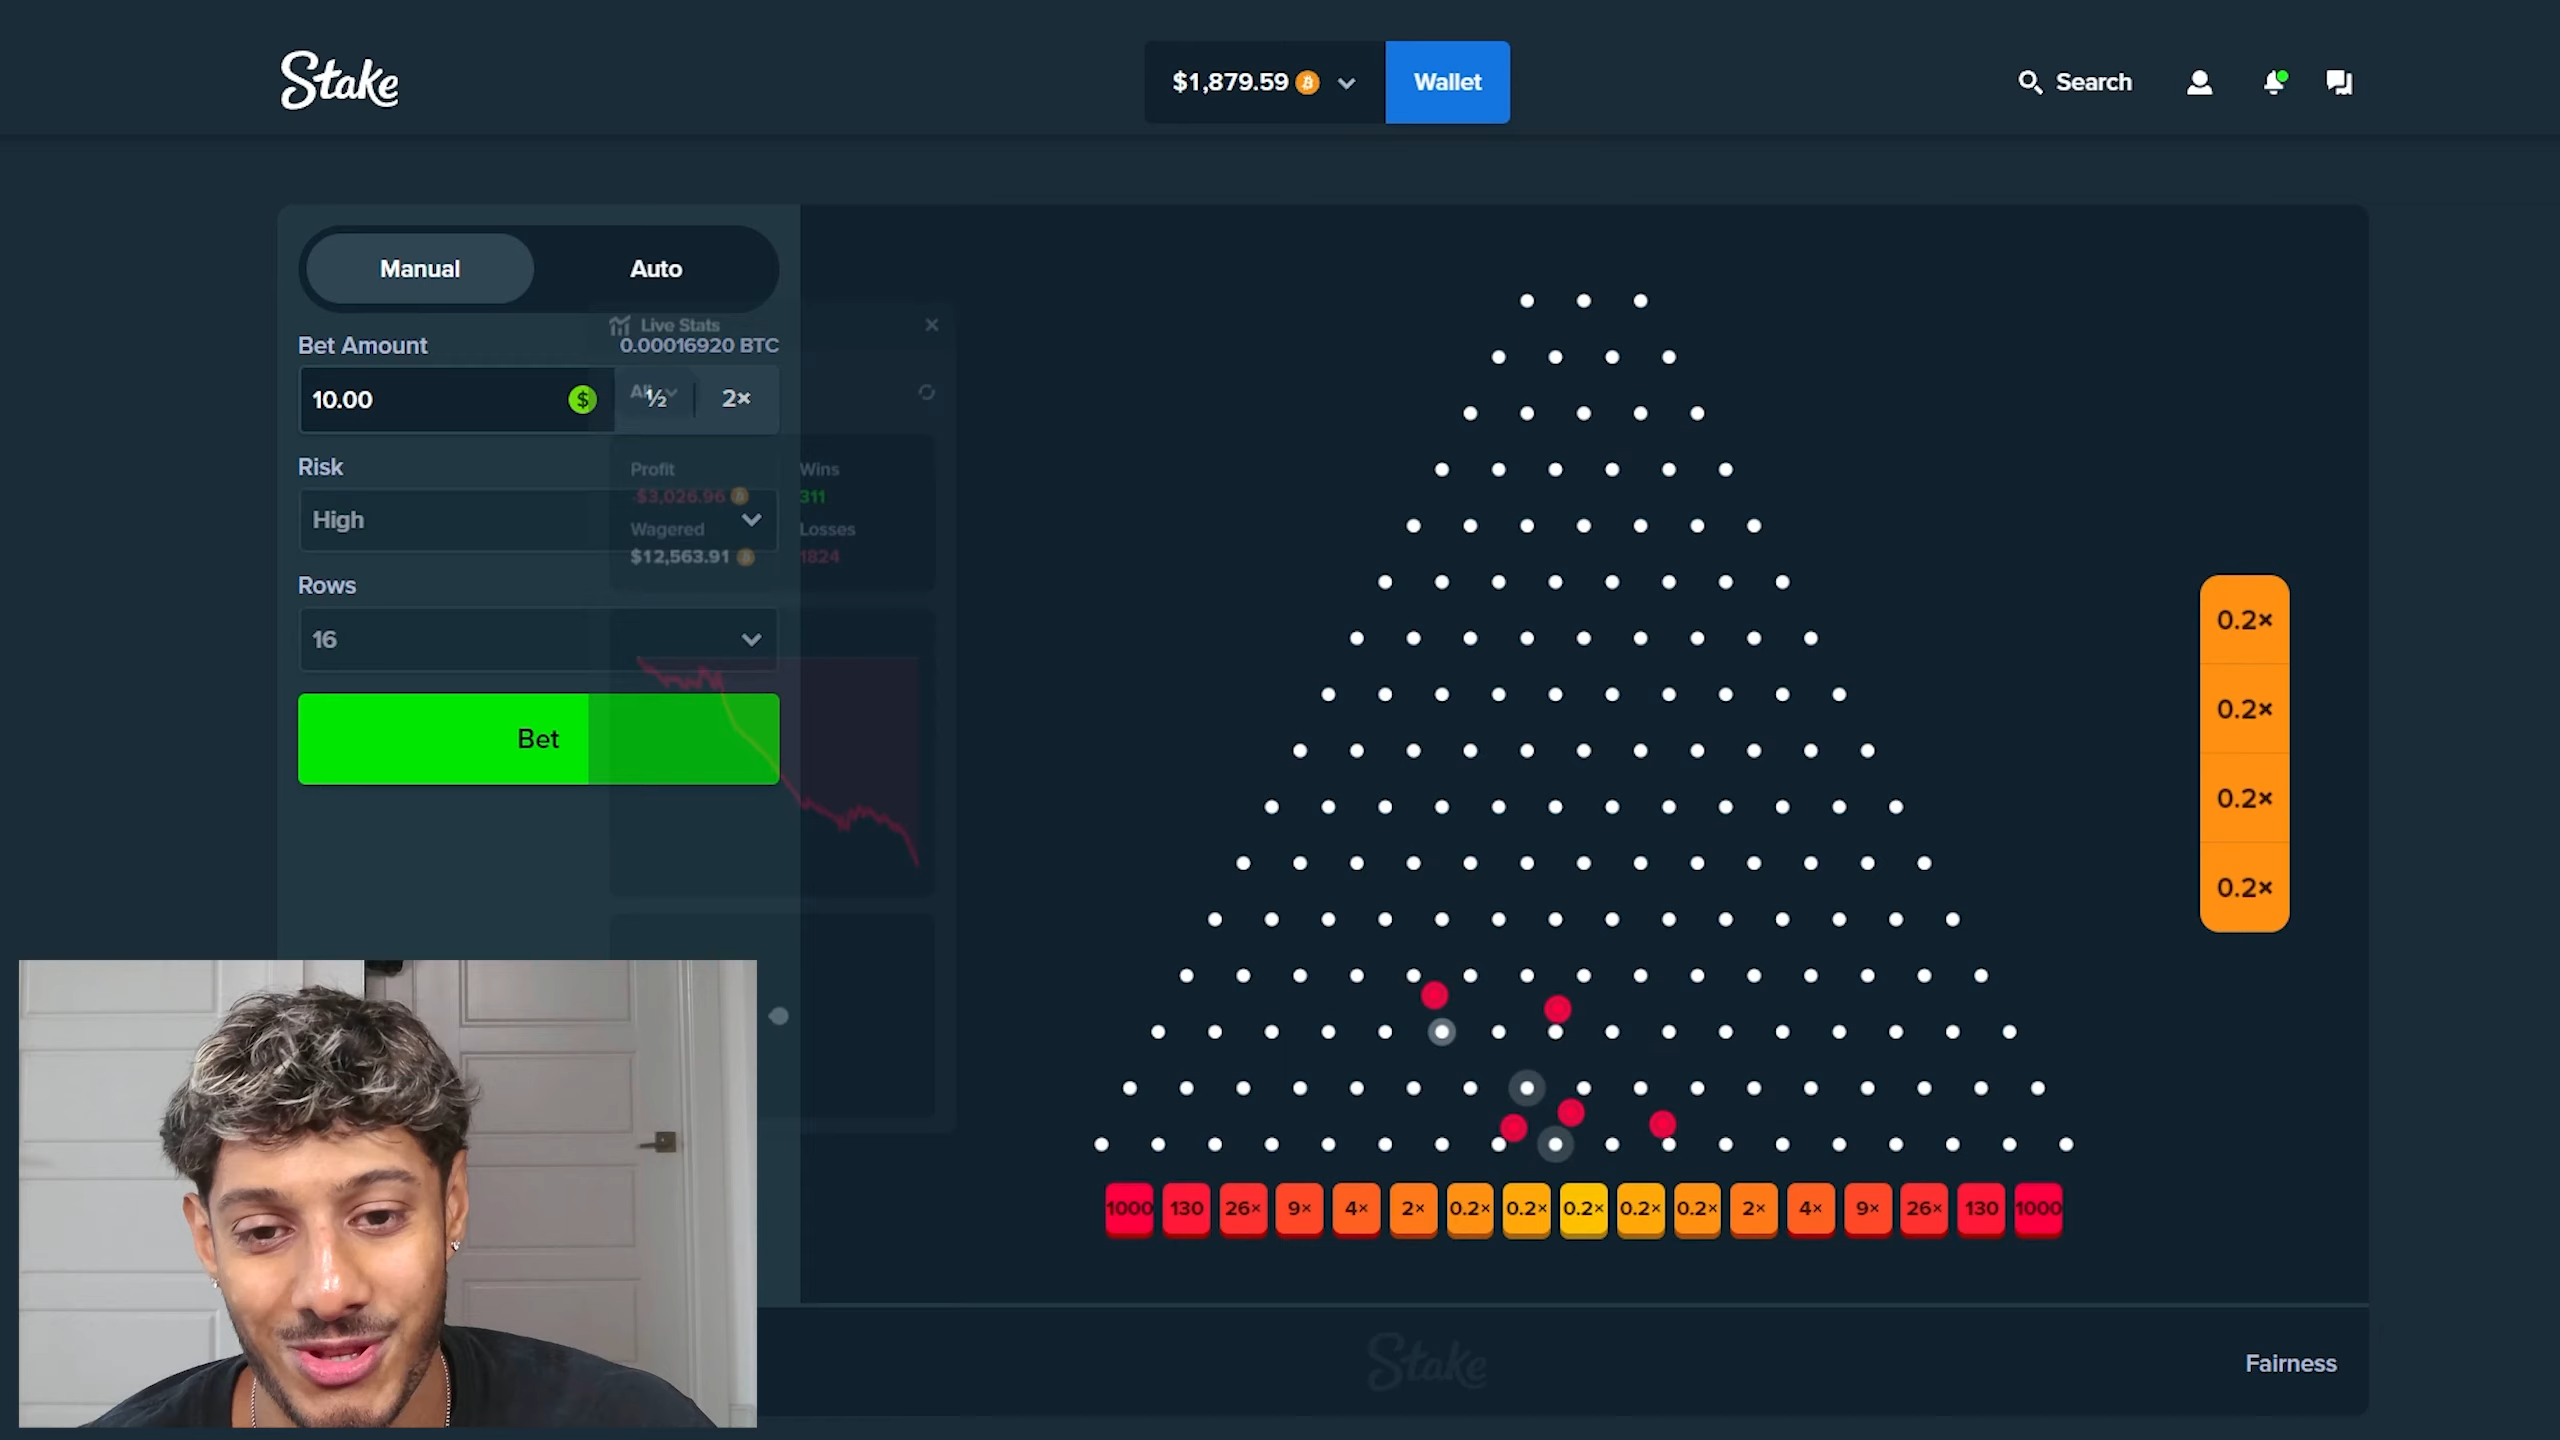 Stake
$1,879.59
Wallet
Search
Manual
Auto
Live Stats
Bet Amount
0.00016920 BTC
10.00
$
All
½
2×
Risk
Profit
Wins
-$3,026.96
311
High
Wagered
Losses
$12,563.91
1824
Rows
16
Bet
0.2×
0.2×
0.2×
0.2×
1000
130
26×
9×
4×
2×
0.2×
0.2×
0.2×
0.2×
0.2×
2×
4×
9×
26×
130
1000
Stake
Fairness